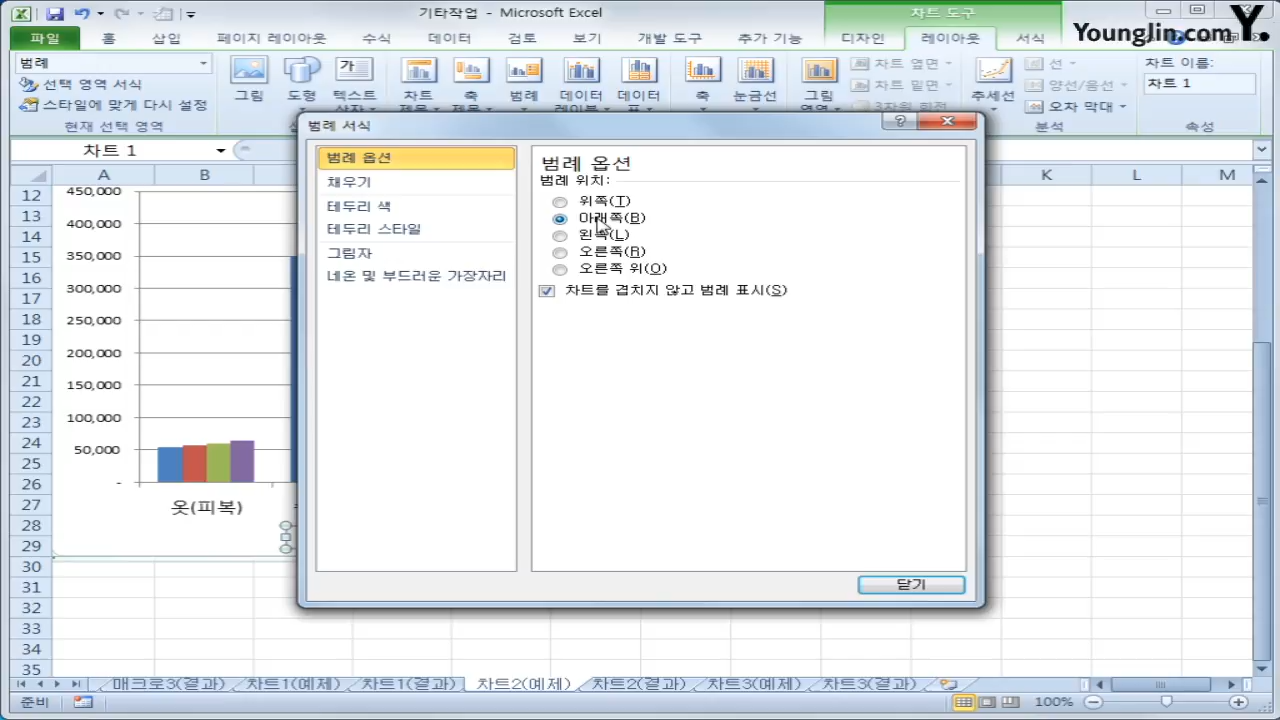 기타작업 - Microsoft Excel
차트 도구
Younglin.com Y.
파일 홈 삽입 페이지 레이아웃 수식 데이터 검토 보기 개발 도구 추가 기능 디자인 레이아웃 서식
범례
선택 영역 서식
스타일에 맞게 다시 설정
현재 선택 영역
그림 도형 텍스트 차트 축 범례 데이터 데이터 축 눈금선 그림 추세선
차트 옆면
차트 밑면
3차원 회전
선
양선/음선
오차 막대
분석
차트 이름:
차트 1
속성
차트 1
A B K L M
범례 서식
범례 옵션
채우기
테두리 색
테두리 스타일
그림자
네온 및 부드러운 가장자리
범례 옵션
범례 위치:
위쪽(T)
아래쪽(B)
왼쪽(L)
오른쪽(R)
오른쪽 위(O)
차트를 겹치지 않고 범례 표시(S)
닫기
12
13
14
15
16
17
18
19
20
21
22
23
24
25
26
27
28
29
30
31
32
33
34
35
450,000
400,000
350,000
300,000
250,000
200,000
150,000
100,000
50,000
-
옷(피복)
매크로3(결과) 차트1(예제) 차트1(결과) 차트2(예제) 차트2(결과) 차트3(예제) 차트3(결과)
준비
100%